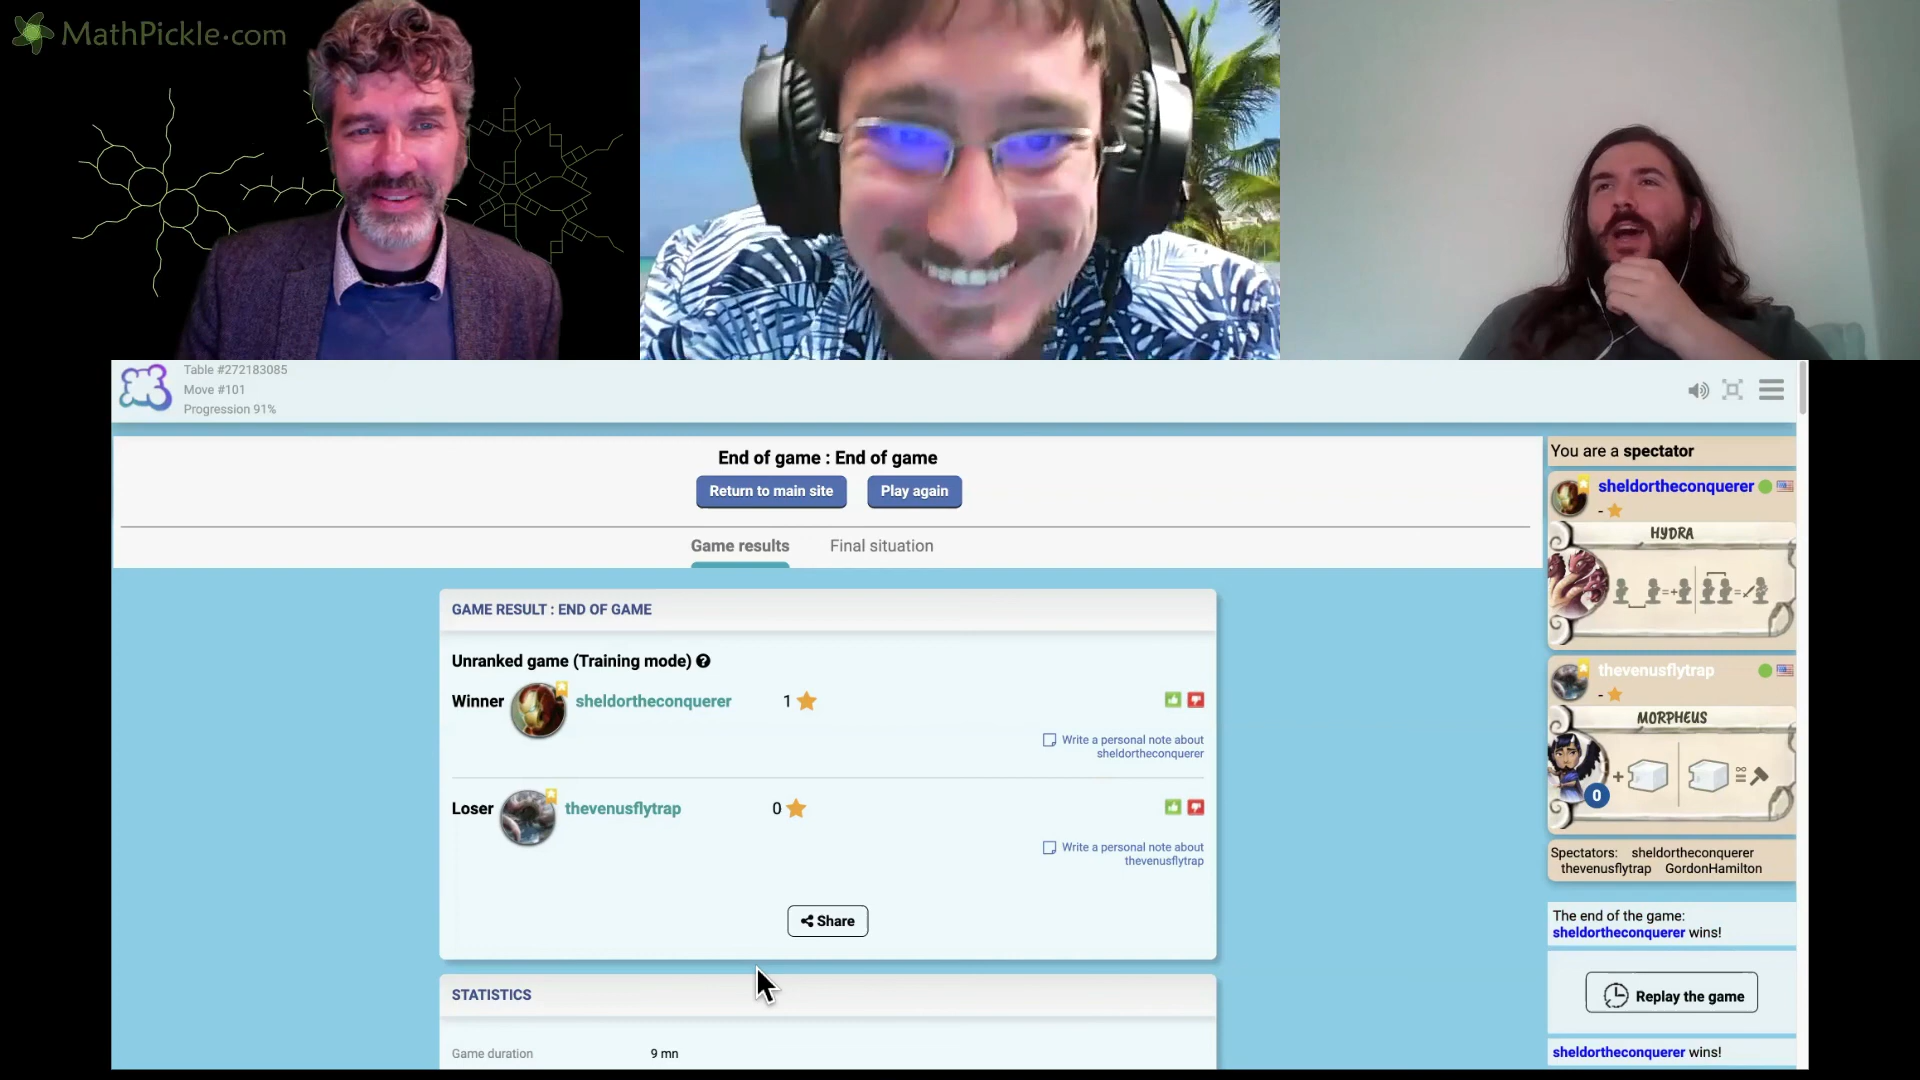 MathPickle·com
Table #272183085
Move #101
Progression 91%
End of game : End of game
Return to main site
Play again
Game results
Final situation
GAME RESULT : END OF GAME
Unranked game (Training mode) ?
Winner
sheldortheconquerer
1
Write a personal note about
sheldortheconquerer
Loser
thevenusflytrap
0
Write a personal note about
thevenusflytrap
Share
STATISTICS
Game duration
9 mn
You are a spectator
sheldortheconquerer
-
HYDRA
=+
=
thevenusflytrap
-
MORPHEUS
+
0
∞
=
Spectators: sheldortheconquerer
thevenusflytrap GordonHamilton
The end of the game:
sheldortheconquerer wins!
Replay the game
sheldortheconquerer wins!